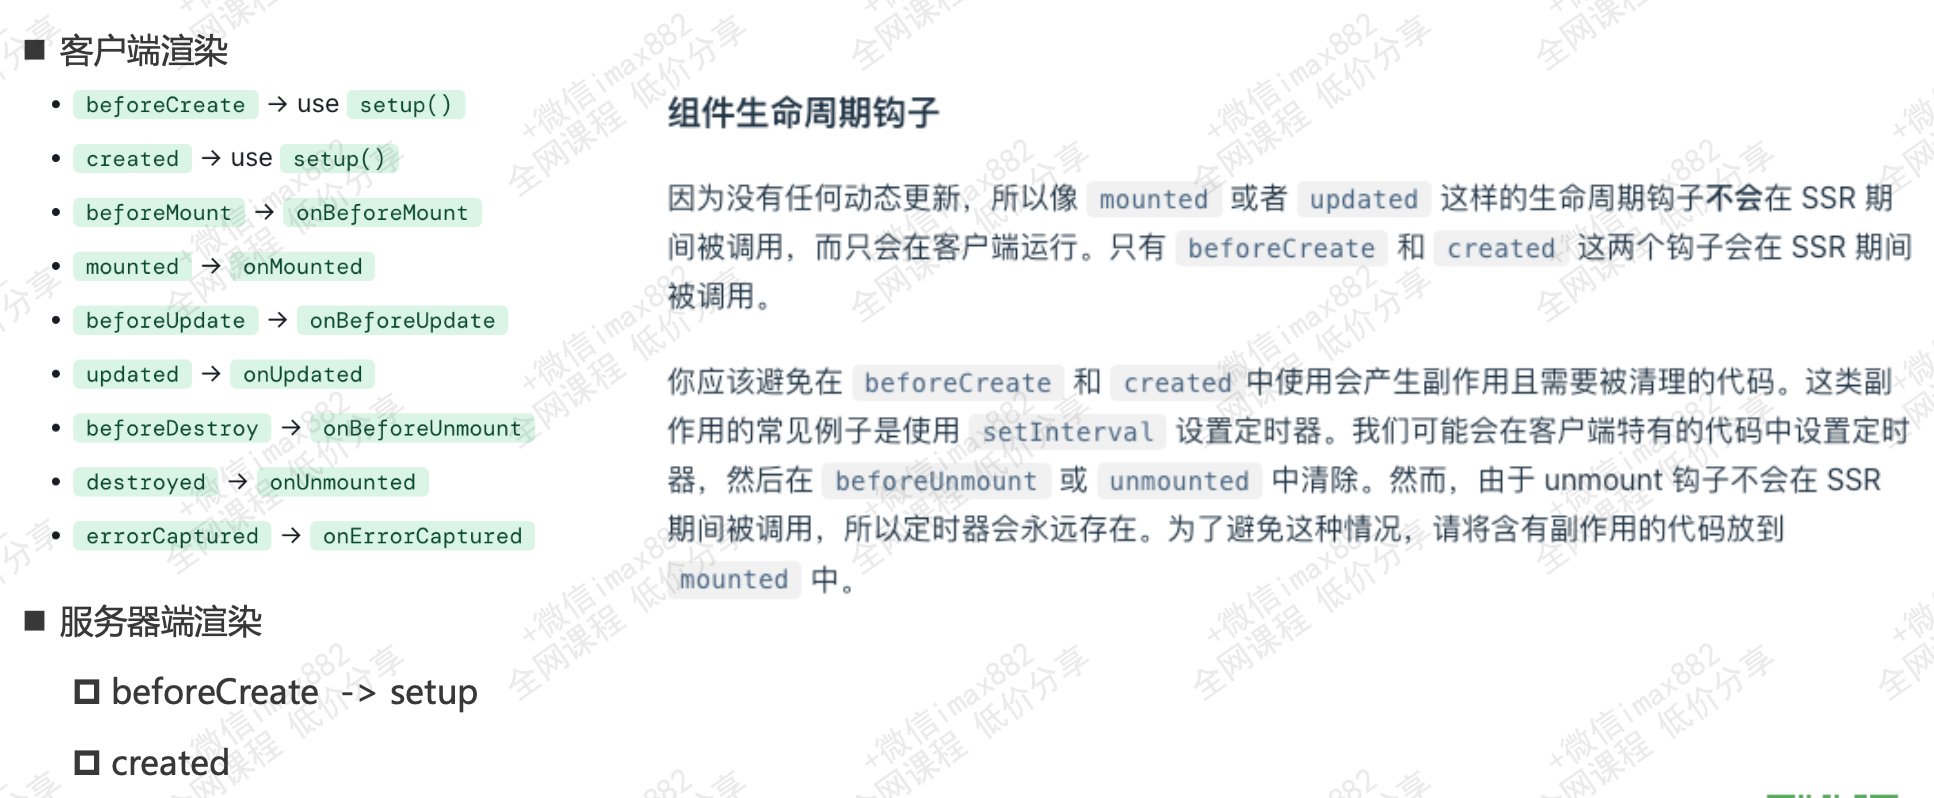 ■ 客户端渲染
• beforeCreate → use setup()
• created → use setup()
• beforeMount → onBeforeMount
• mounted → onMounted
• beforeUpdate → onBeforeUpdate
• updated → onUpdated
• beforeDestroy → onBeforeUnmount
• destroyed → onUnmounted
• errorCaptured → onErrorCaptured
■ 服务器端渲染
beforeCreate -> setup
created
组件生命周期钩子
因为没有任何动态更新，所以像 mounted 或者 updated 这样的生命周期钩子不会在 SSR 期
间被调用，而只会在客户端运行。只有 beforeCreate 和 created 这两个钩子会在 SSR 期间
被调用。
你应该避免在 beforeCreate 和 created 中使用会产生副作用且需要被清理的代码。这类副
作用的常见例子是使用 setInterval 设置定时器。我们可能会在客户端特有的代码中设置定时
器，然后在 beforeUnmount 或 unmounted 中清除。然而，由于 unmount 钩子不会在 SSR
期间被调用，所以定时器会永远存在。为了避免这种情况，请将含有副作用的代码放到
mounted 中。
+微信imax882
全网课程 低价分享